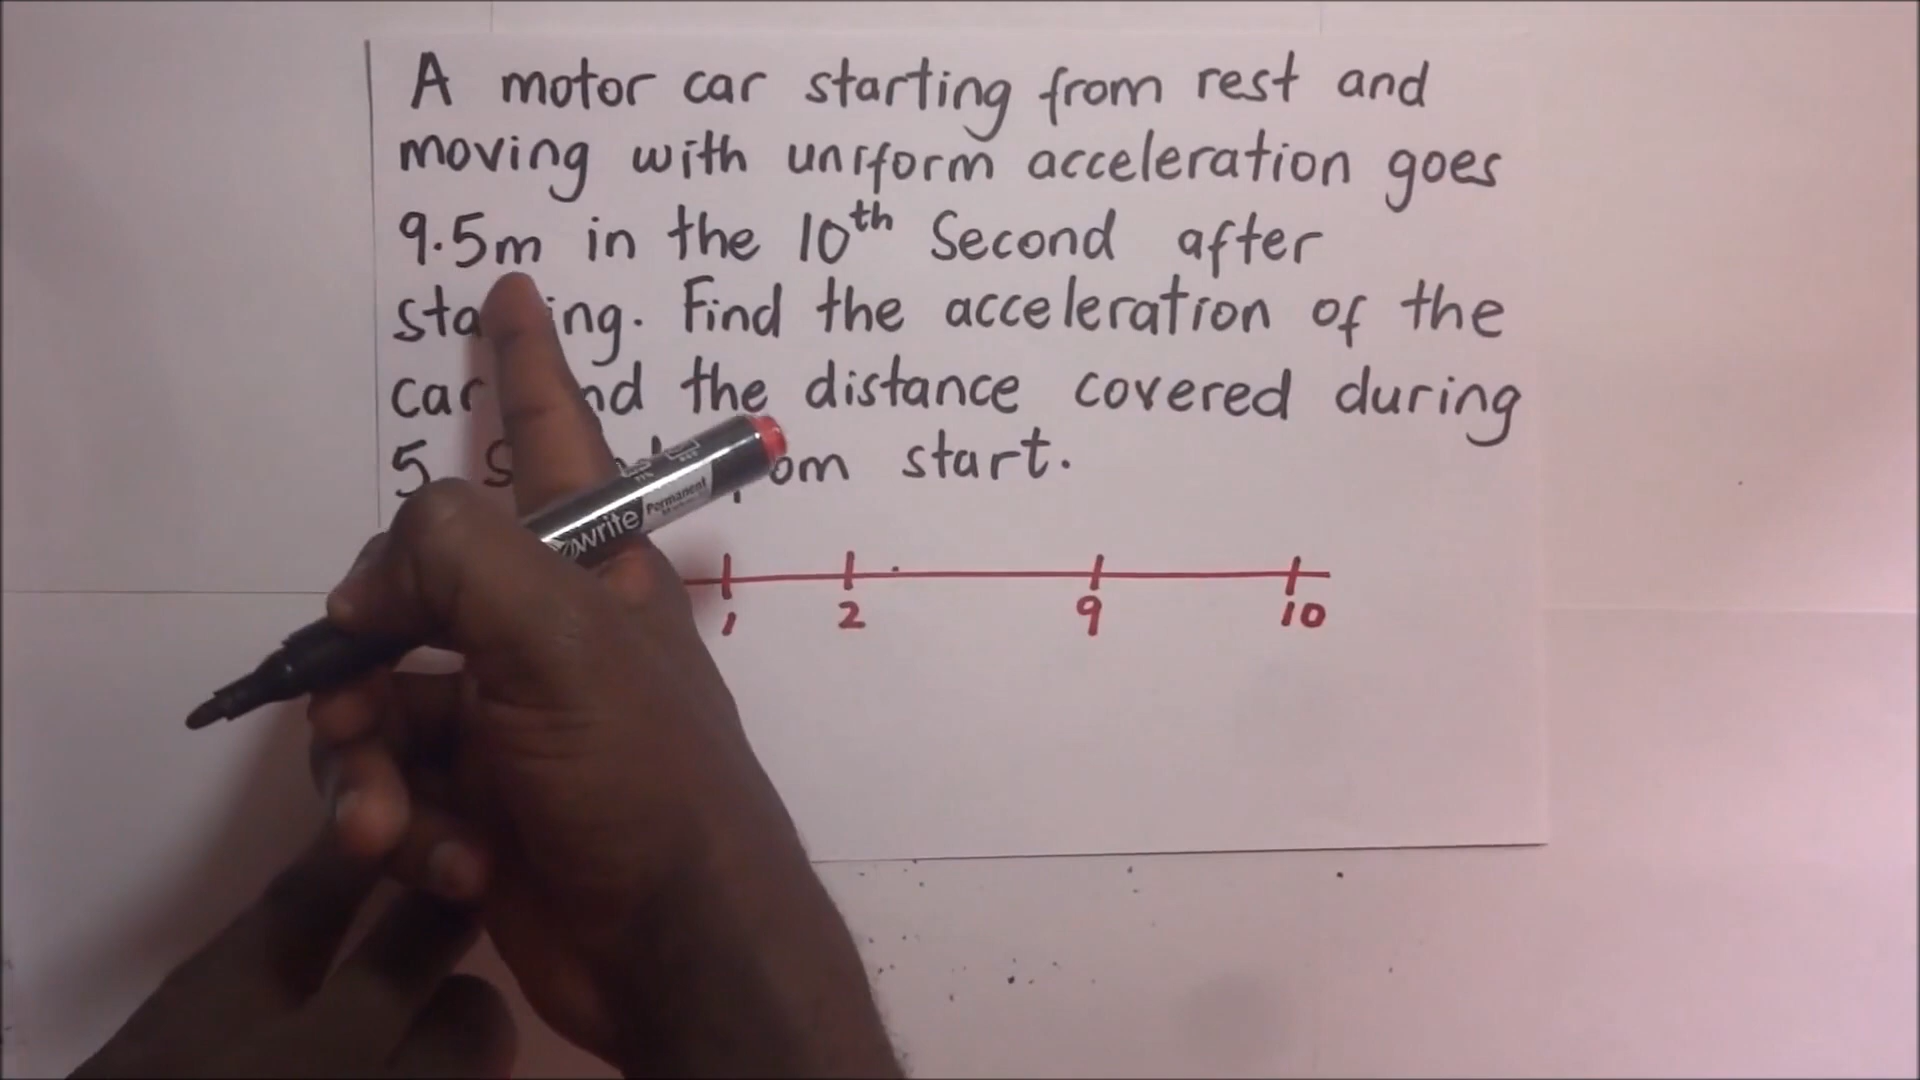 A motor car starting from rest and
moving with uniform acceleration goes
9.5m in the 10th Second after
sta ing. Find the acceleration of the
car nd the distance covered during
5 S om start.
write Permanent
1 2 9 10